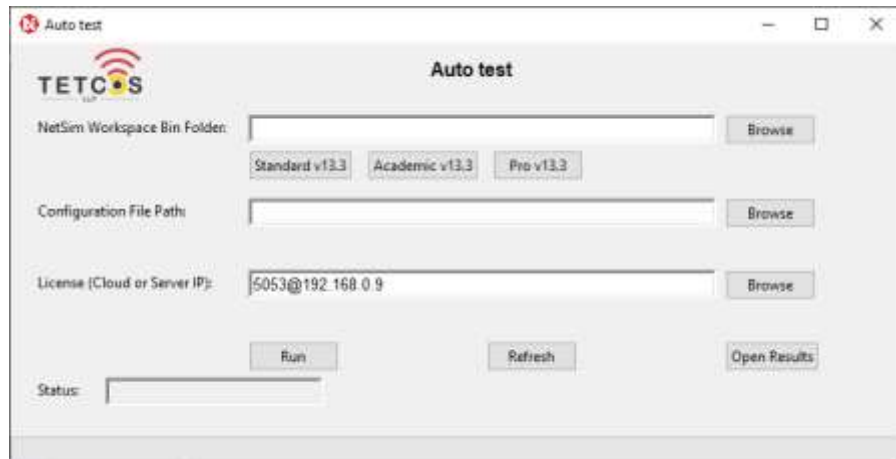 Auto test
TETCOS
LLP
Auto test
NetSim Workspace Bin Folder:
Browse
Standard v13.3 Academic v13.3 Pro v13.3
Configuration File Path:
Browse
License (Cloud or Server IP):
5053@192.168.0.9
Browse
Run Refresh Open Results
Status: